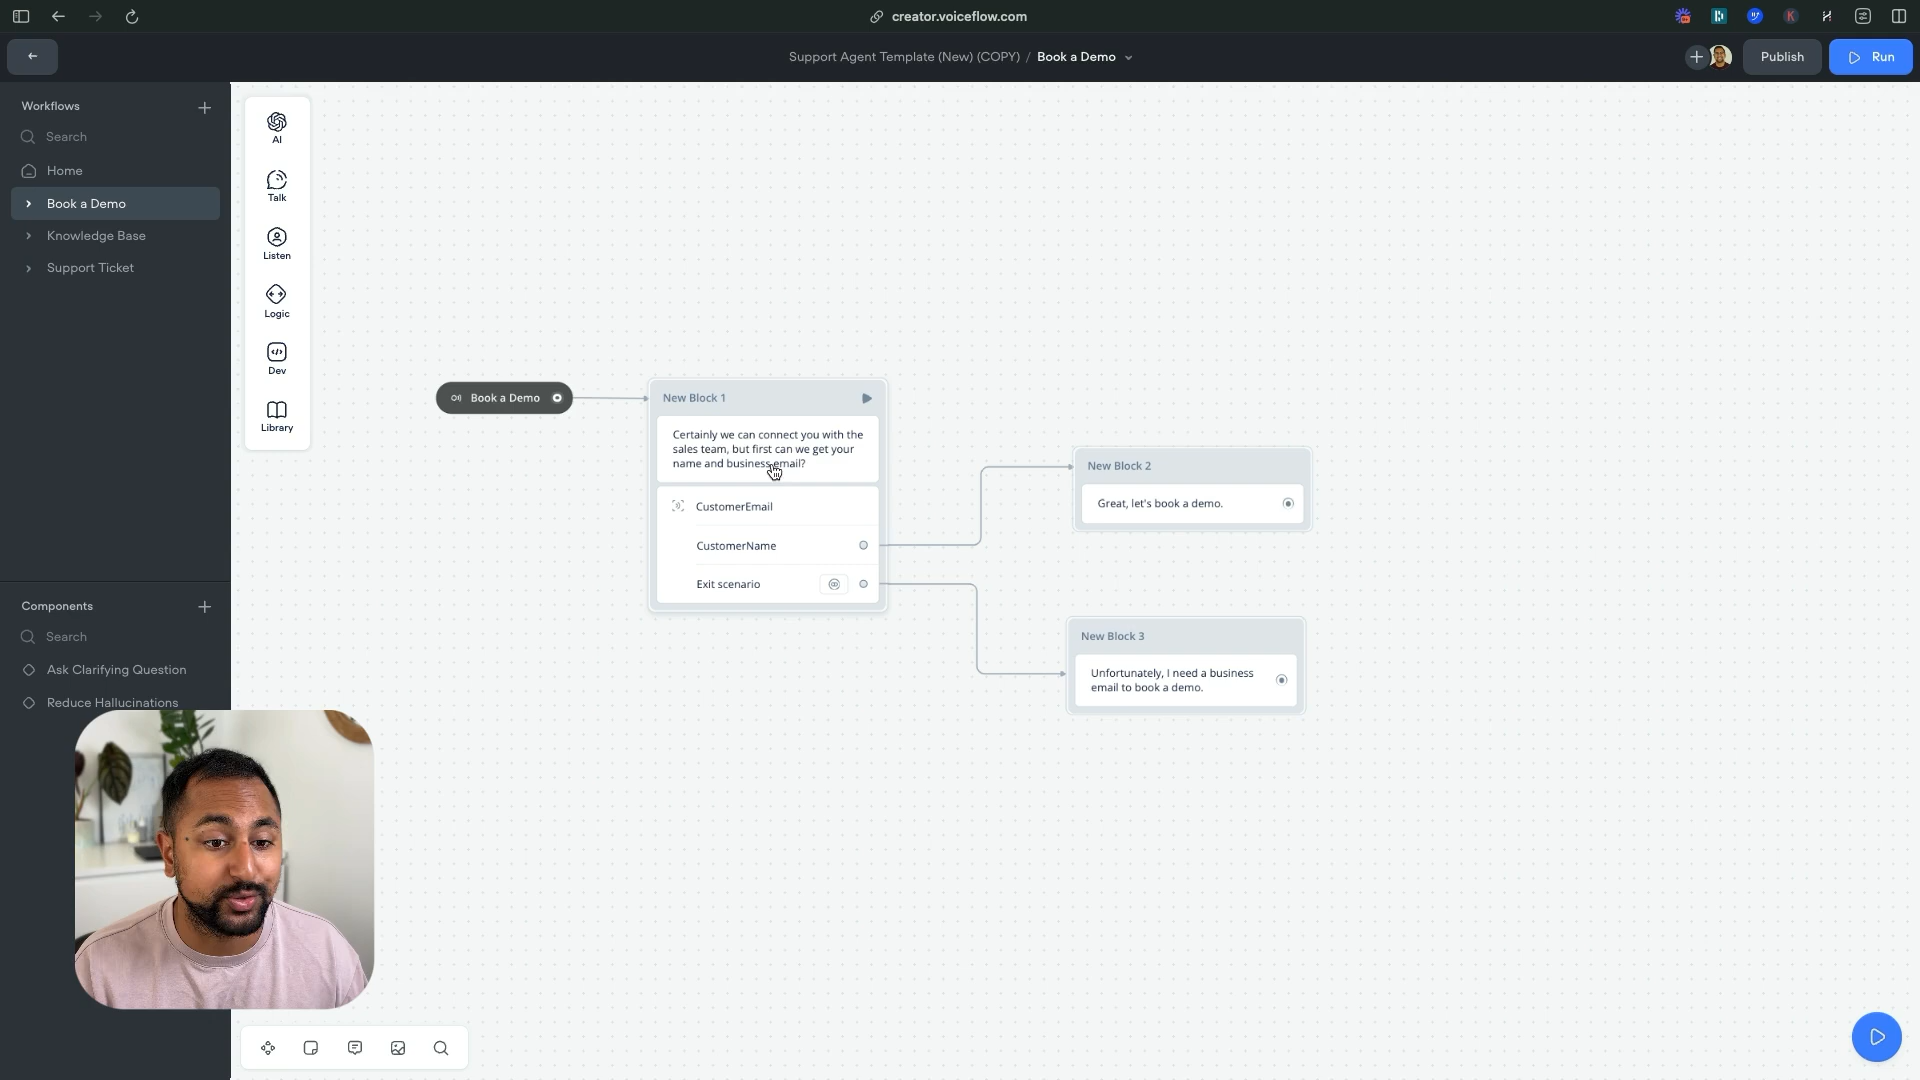 creator.voiceflow.com
Support Agent Template (New) (COPY) / Book a Demo
Publish
Run
Workflows
Search
Home
Book a Demo
Knowledge Base
Support Ticket
AI
Talk
Listen
Logic
Dev
Library
Book a Demo
New Block 1
Certainly we can connect you with the
sales team, but first can we get your
name and business email?
CustomerEmail
CustomerName
Exit scenario
New Block 2
Great, let's book a demo.
New Block 3
Unfortunately, I need a business
email to book a demo.
Components
Search
Ask Clarifying Question
Reduce Hallucinations